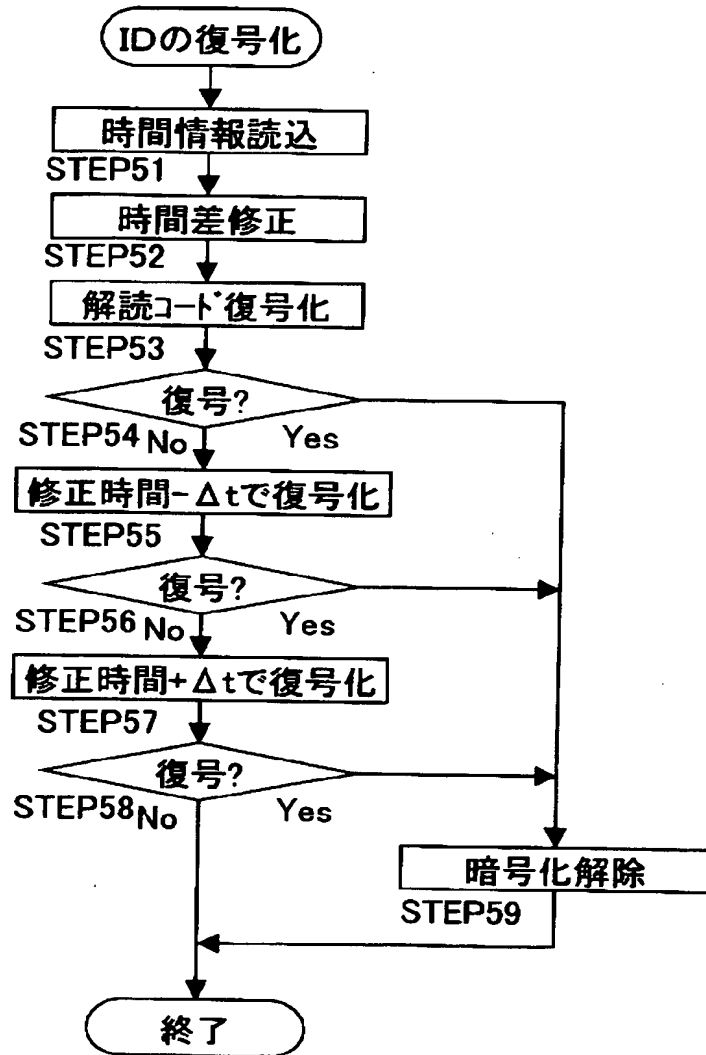 IDの復号化
時間情報読込
STEP51
時間差修正
STEP52
解読コード復号化
STEP53
復号?
STEP54 No Yes
修正時間-Δtで復号化
STEP55
復号?
STEP56 No Yes
修正時間+Δtで復号化
STEP57
復号?
STEP58 No Yes
暗号化解除
STEP59
終了